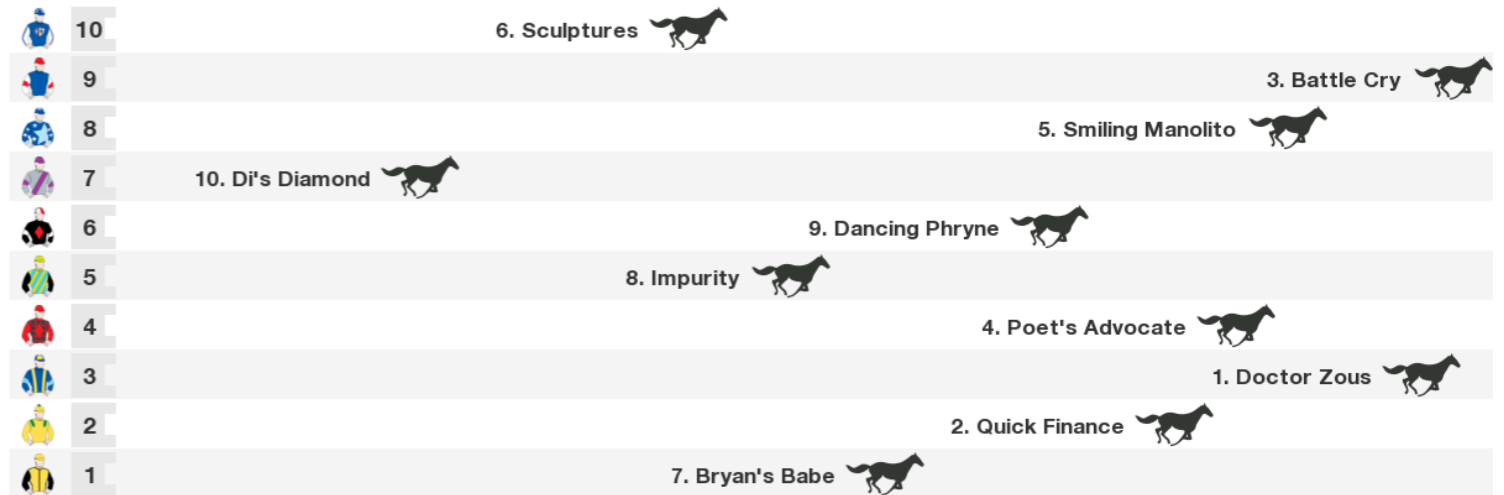 10 6. Sculptures
9 3. Battle Cry
8 5. Smiling Manolito
7 10. Di's Diamond
6 9. Dancing Phryne
5 8. Impurity
4 4. Poet's Advocate
3 1. Doctor Zous
2 2. Quick Finance
1 7. Bryan's Babe